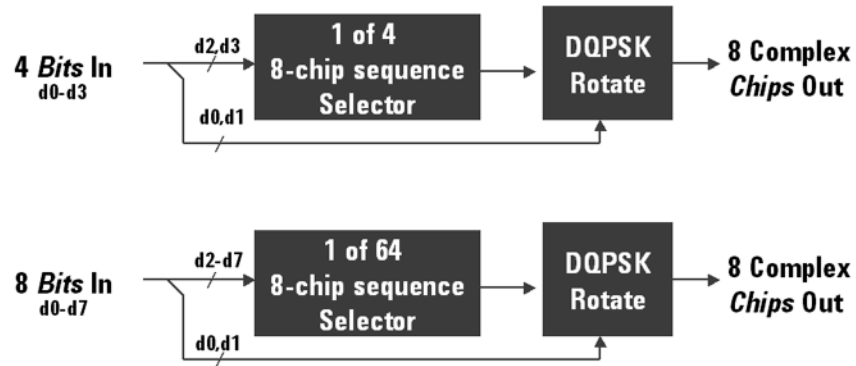 d2,d3
1 of 4
8-chip sequence
Selector
DQPSK
Rotate
4 Bits In
d0-d3
8 Complex
Chips Out
d0,d1
d2-d7
1 of 64
8-chip sequence
Selector
DQPSK
Rotate
8 Bits In
d0-d7
8 Complex
Chips Out
d0,d1